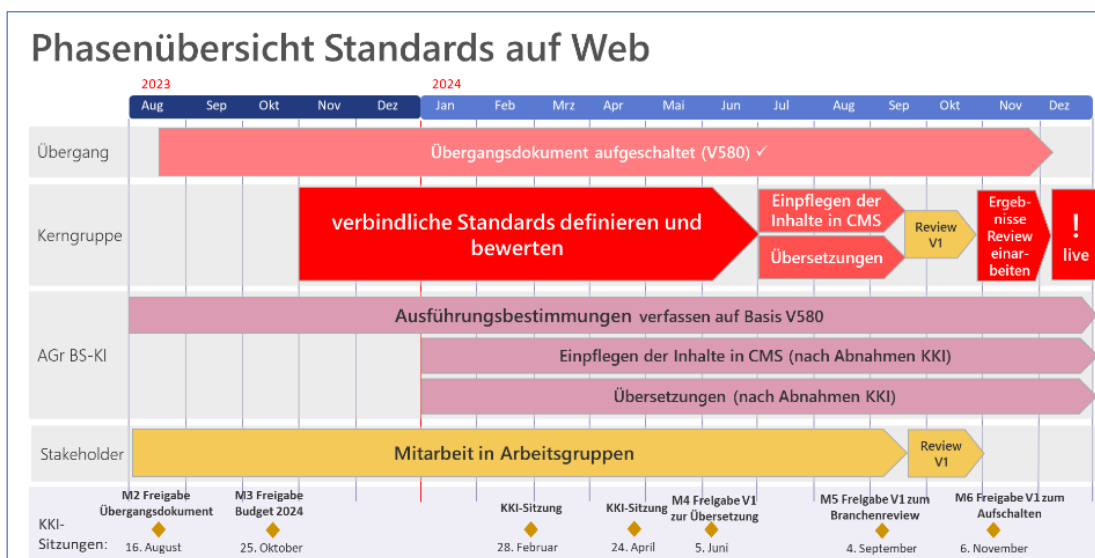 Phasenübersicht Standards auf Web
2023
2024
Aug Sep Okt Nov Dez Jan Feb Mrz Apr Mai Jun Jul Aug Sep Okt Nov Dez
Übergang
Übergangsdokument aufgeschaltet (V580) ✓
Kerngruppe
verbindliche Standards definieren und
bewerten
Einpflegen der
Inhalte in CMS
Übersetzungen
Review
V1
Ergeb-
nisse
Review
einar-
beiten
!
live
AGr BS-KI
Ausführungsbestimmungen verfassen auf Basis V580
Einpflegen der Inhalte in CMS (nach Abnahmen KKI)
Übersetzungen (nach Abnahmen KKI)
Stakeholder
Mitarbeit in Arbeitsgruppen
Review
V1
KKI-
Sitzungen:
M2 Freigabe
Übergangsdokument
16. August
M3 Freigabe
Budget 2024
25. Oktober
KKI-Sitzung
28. Februar
KKI-Sitzung
24. April
M4 Freigabe V1
zur Übersetzung
5. Juni
M5 Freigabe V1 zum
Branchenreview
4. September
M6 Freigabe V1 zum
Aufschalten
6. November